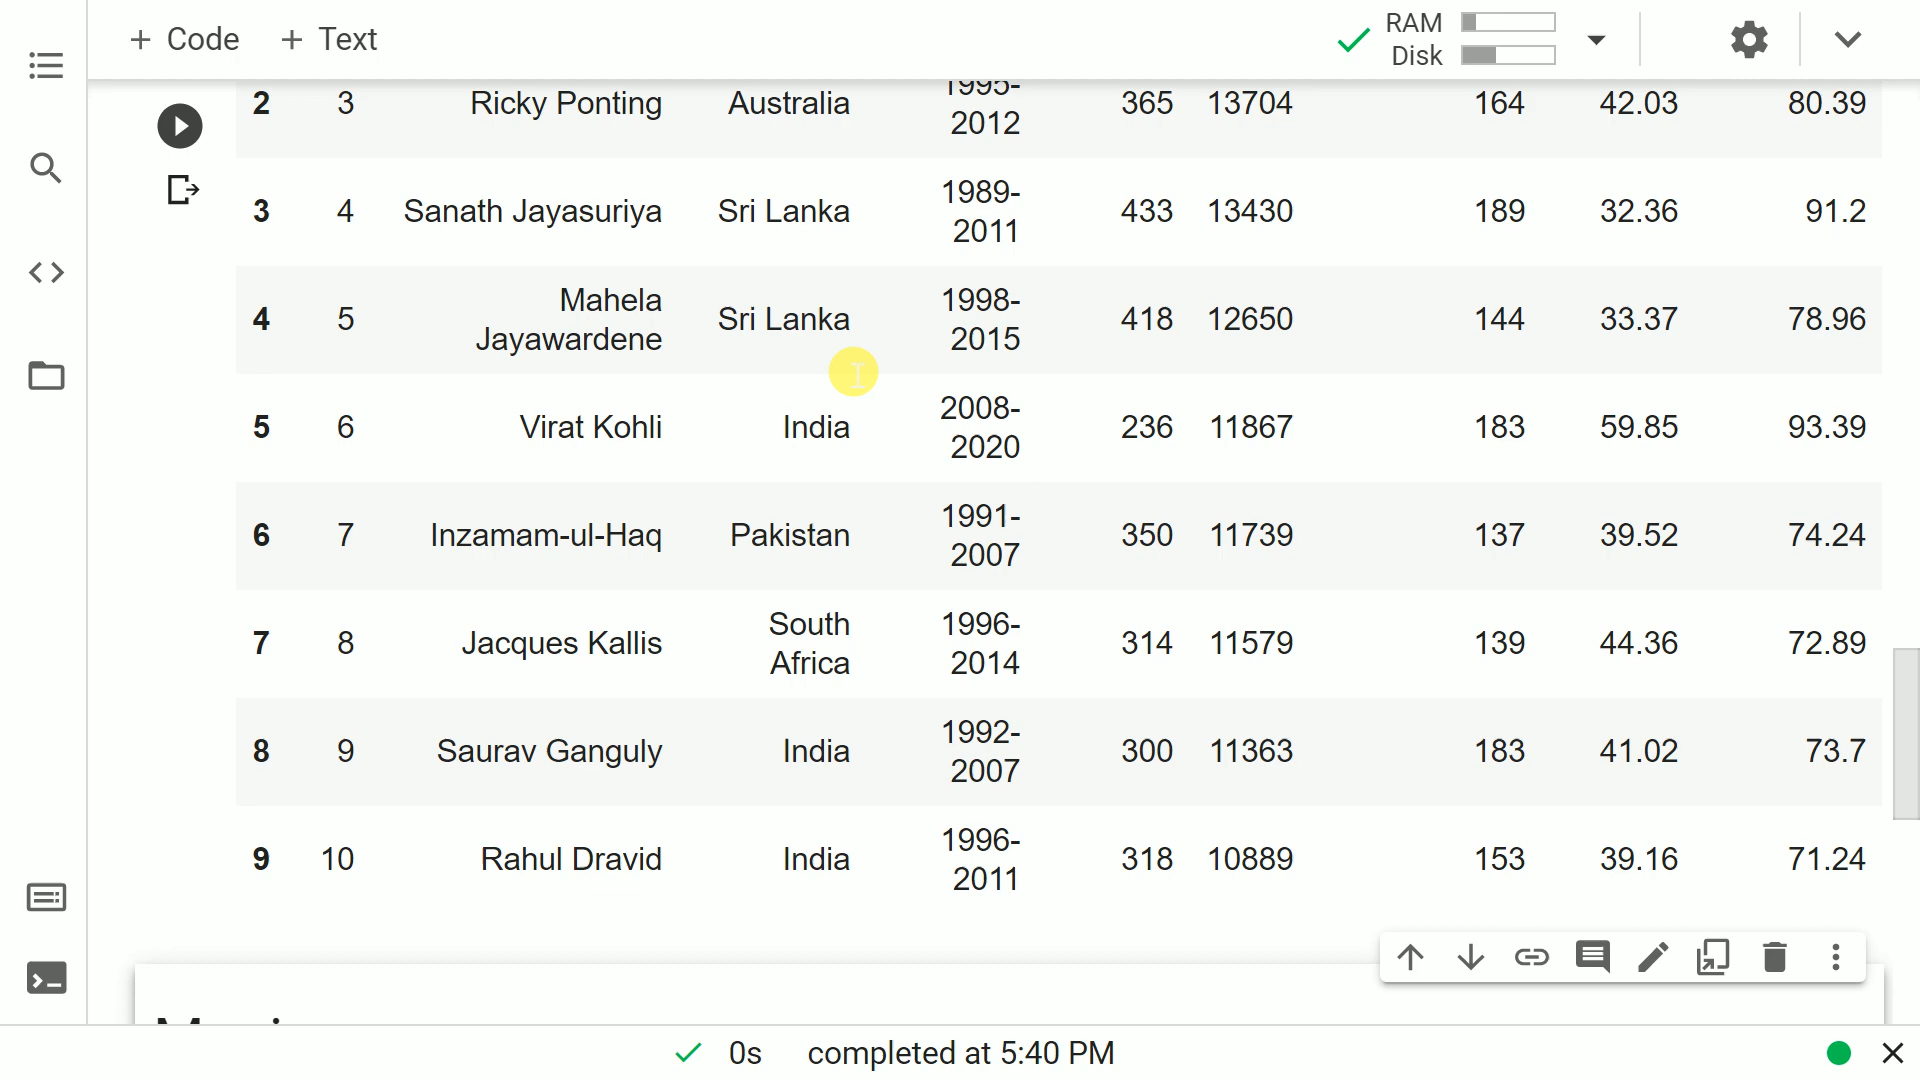 + Code + Text
RAM
Disk
2 3 Ricky Ponting Australia 1995-2012 365 13704 164 42.03 80.39
3 4 Sanath Jayasuriya Sri Lanka 1989-2011 433 13430 189 32.36 91.2
4 5 Mahela Jayawardene Sri Lanka 1998-2015 418 12650 144 33.37 78.96
5 6 Virat Kohli India 2008-2020 236 11867 183 59.85 93.39
6 7 Inzamam-ul-Haq Pakistan 1991-2007 350 11739 137 39.52 74.24
7 8 Jacques Kallis South Africa 1996-2014 314 11579 139 44.36 72.89
8 9 Saurav Ganguly India 1992-2007 300 11363 183 41.02 73.7
9 10 Rahul Dravid India 1996-2011 318 10889 153 39.16 71.24
0s completed at 5:40 PM